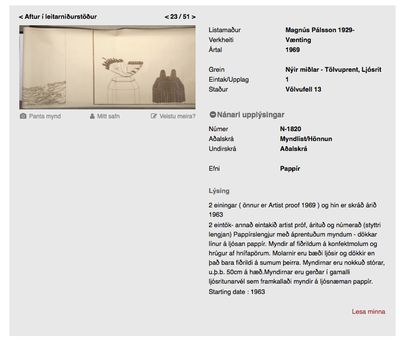 < Aftur í leitarniðurstöður < 23 / 51 >
Panta mynd Mitt safn Veistu meira?
Listamaður Magnús Pálsson 1929-
Verkheiti Vænting
Ártal 1969
Grein Nýir miðlar - Tölvuprent, Ljósrit
Eintak/Upplag 1
Staður Völvufell 13
Nánari upplýsingar
Númer N-1820
Aðalskrá Myndlist/Hönnun
Undirskrá Aðalskrá
Efni Pappír
Lýsing
2 einingar ( önnur er Artist proof 1969 ) og hin er skráð árið
1963
2 eintök- annað eintakið artist próf, árituð og númerað (styttri
lengjan) Pappírslengjur með áprentuðum myndum - dökkar
línur á ljósan pappír. Myndir af fiðrildum á konfektmolum og
hrúgur af hnífapörum. Molarnir eru bæði ljósir og dökkir en
það bara fiðrildi á sumum þeirra. Myndirnar eru nokkuð stórar,
u.þ.b. 50cm á hæð.Myndirnar eru gerðar í gamalli
ljósritunarvél sem framkallaði myndir á ljósnæman pappír.
Starting date : 1963
Lesa minna